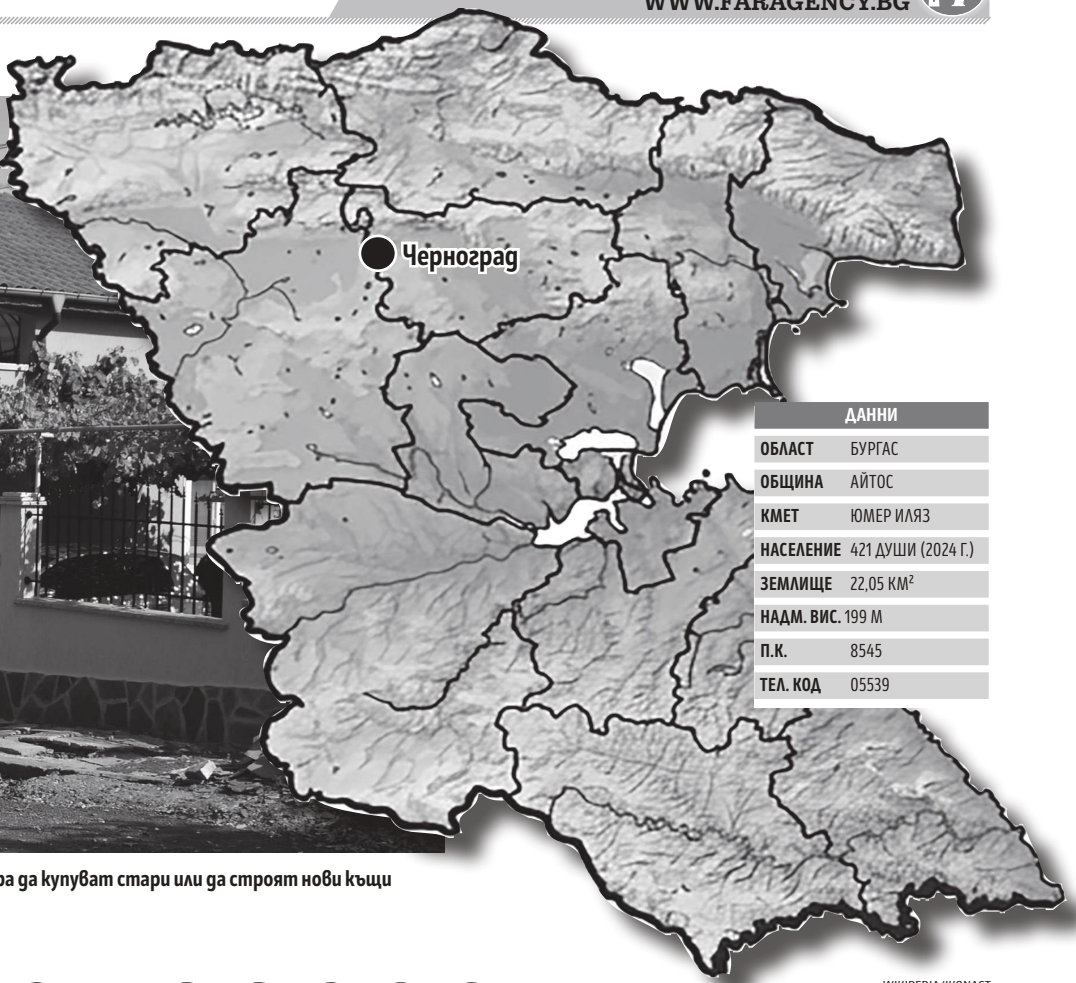 WWW.FARAGENCY.BG
Черноград
ДАННИ
ОБЛАСТ БУРГАС
ОБЩИНА АЙТОС
КМЕТ ЮМЕР ИЛЯЗ
НАСЕЛЕНИЕ 421 ДУШИ (2024 Г.)
ЗЕМЛИЩЕ 22,05 КМ²
НАДМ. ВИС. 199 М
П.К. 8545
ТЕЛ. КОД 05539
да купуват стари или да строят нови къщи